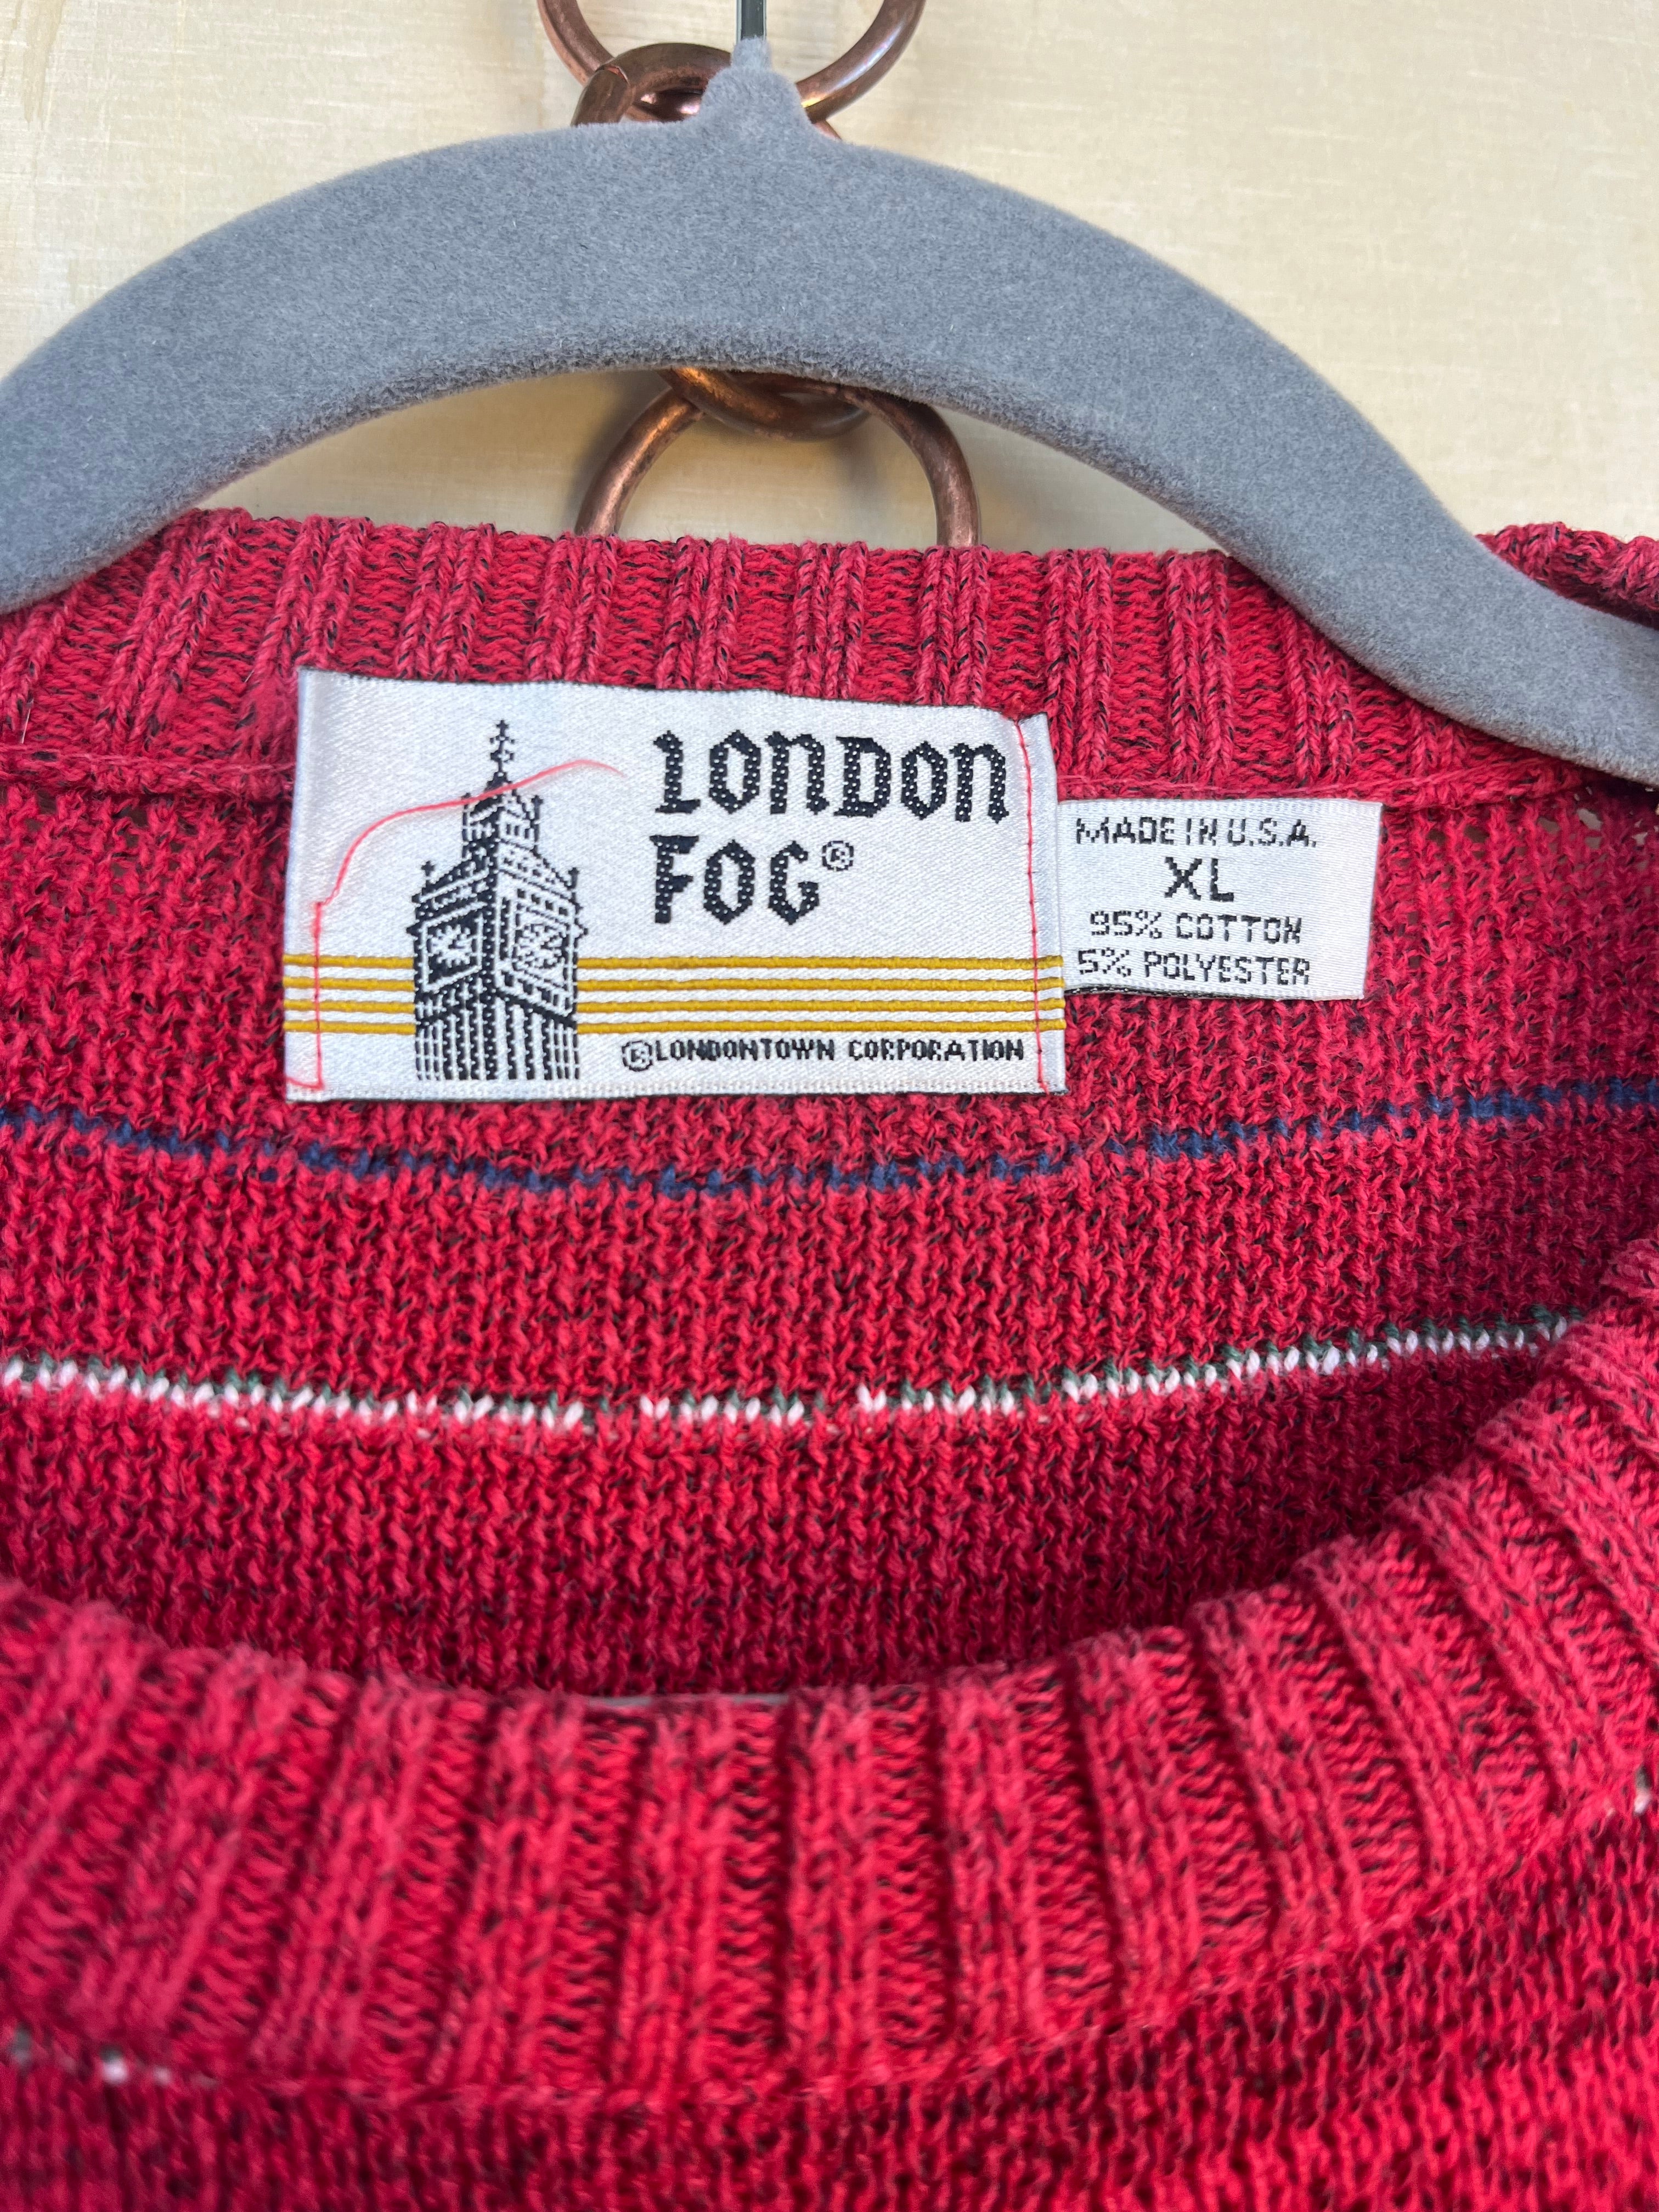 LONDON
FOG®
®LONDONTOWN CORPORATION
MADE IN U.S.A.
XL
95% COTTON
5% POLYESTER